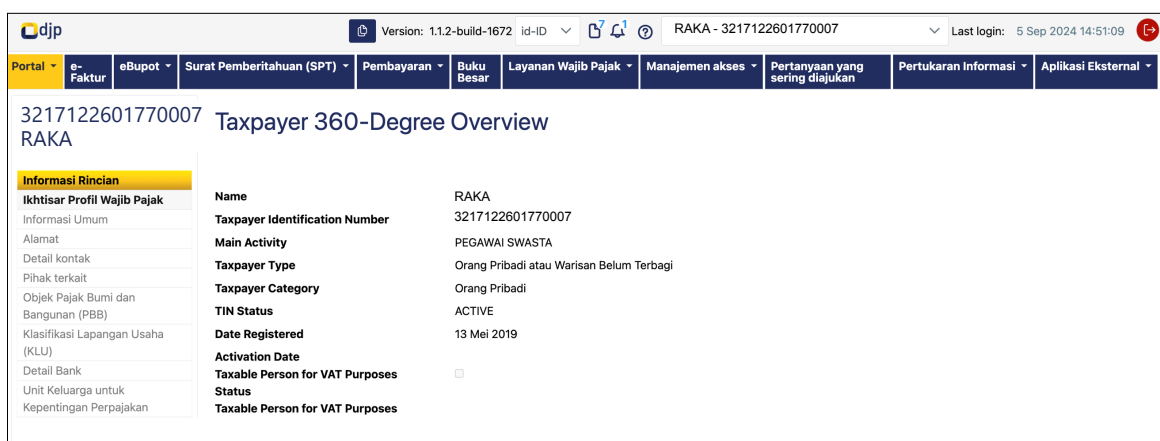 djp Version: 1.1.2-build-1672 id-ID 7 1 RAKA - 3217122601770007 Last login: 5 Sep 2024 14:51:09
Portal e-Faktur eBupot Surat Pemberitahuan (SPT) Pembayaran Buku Besar Layanan Wajib Pajak Manajemen akses Pertanyaan yang sering diajukan Pertukaran Informasi Aplikasi Eksternal
3217122601770007
RAKA
Taxpayer 360-Degree Overview
Informasi Rincian
Ikhtisar Profil Wajib Pajak
Informasi Umum
Alamat
Detail kontak
Pihak terkait
Objek Pajak Bumi dan
Bangunan (PBB)
Klasifikasi Lapangan Usaha
(KLU)
Detail Bank
Unit Keluarga untuk
Kepentingan Perpajakan
Name RAKA
Taxpayer Identification Number 3217122601770007
Main Activity PEGAWAI SWASTA
Taxpayer Type Orang Pribadi atau Warisan Belum Terbagi
Taxpayer Category Orang Pribadi
TIN Status ACTIVE
Date Registered 13 Mei 2019
Activation Date
Taxable Person for VAT Purposes
Status
Taxable Person for VAT Purposes